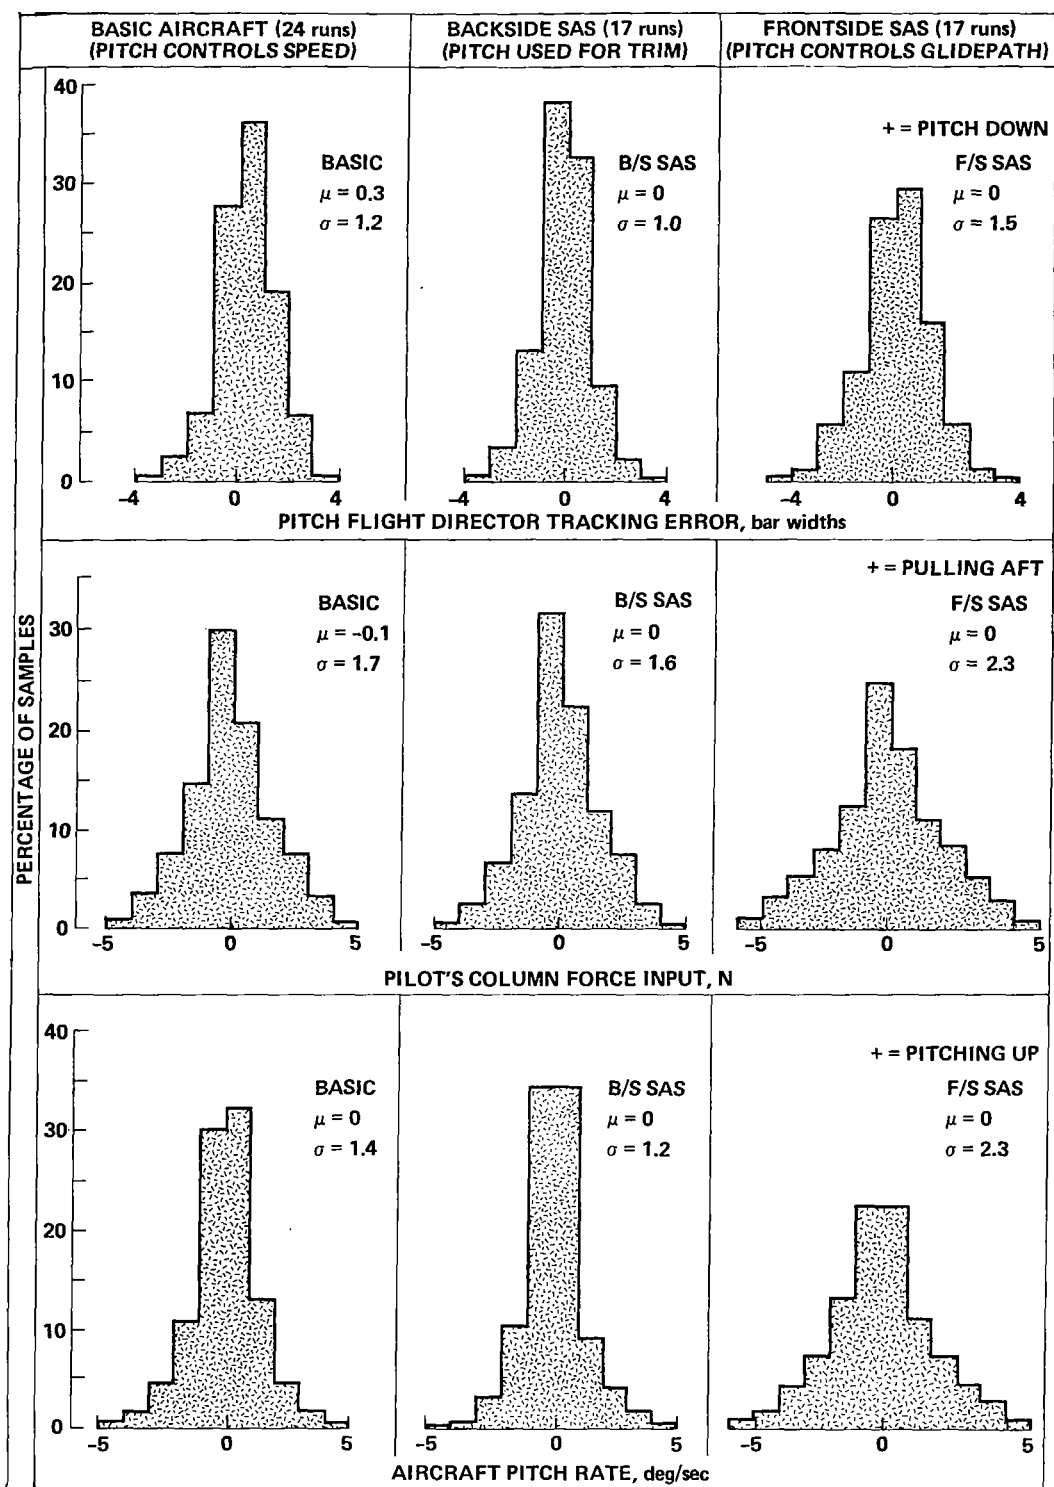 BASIC AIRCRAFT (24 runs)
(PITCH CONTROLS SPEED)
BACKSIDE SAS (17 runs)
(PITCH USED FOR TRIM)
FRONTSIDE SAS (17 runs)
(PITCH CONTROLS GLIDEPATH)
PERCENTAGE OF SAMPLES
40
30
20
10
0
BASIC
μ = 0.3
σ = 1.2
B/S SAS
μ = 0
σ = 1.0
+ = PITCH DOWN
F/S SAS
μ = 0
σ = 1.5
-4 0 4
-4 0 4
-4 0 4
PITCH FLIGHT DIRECTOR TRACKING ERROR, bar widths
30
20
10
0
BASIC
μ = -0.1
σ = 1.7
B/S SAS
μ = 0
σ = 1.6
+ = PULLING AFT
F/S SAS
μ = 0
σ = 2.3
-5 0 5
-5 0 5
-5 0 5
PILOT'S COLUMN FORCE INPUT, N
40
30
20
10
0
BASIC
μ = 0
σ = 1.4
B/S SAS
μ = 0
σ = 1.2
+ = PITCHING UP
F/S SAS
μ = 0
σ = 2.3
-5 0 5
-5 0 5
-5 0 5
AIRCRAFT PITCH RATE, deg/sec